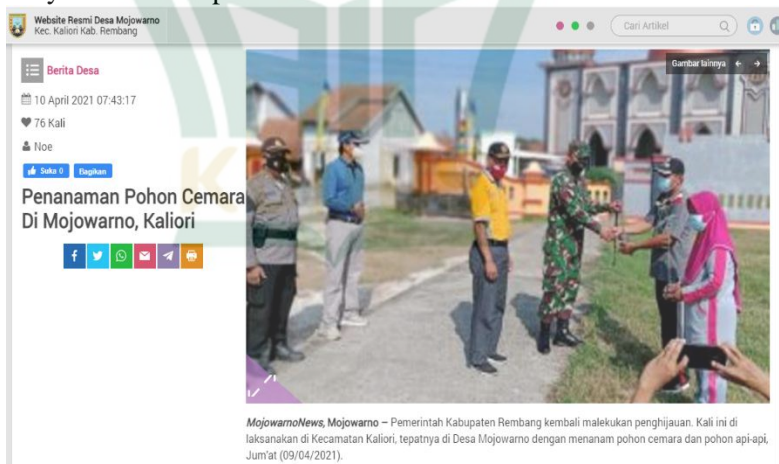 Website Resmi Desa Mojowarno
Kec. Kaliori Kab. Rembang
Cari Artikel
Gambar lainnya
Berita Desa
10 April 2021 07:43:17
76 Kali
Noe
Suka 0 Bagikan
Penanaman Pohon Cemara
Di Mojowarno, Kaliori
MojowarnoNews, Mojowarno – Pemerintah Kabupaten Rembang kembali malekukan penghijauan. Kali ini di
laksanakan di Kecamatan Kaliori, tepatnya di Desa Mojowarno dengan menanam pohon cemara dan pohon api-api,
Jum'at (09/04/2021).